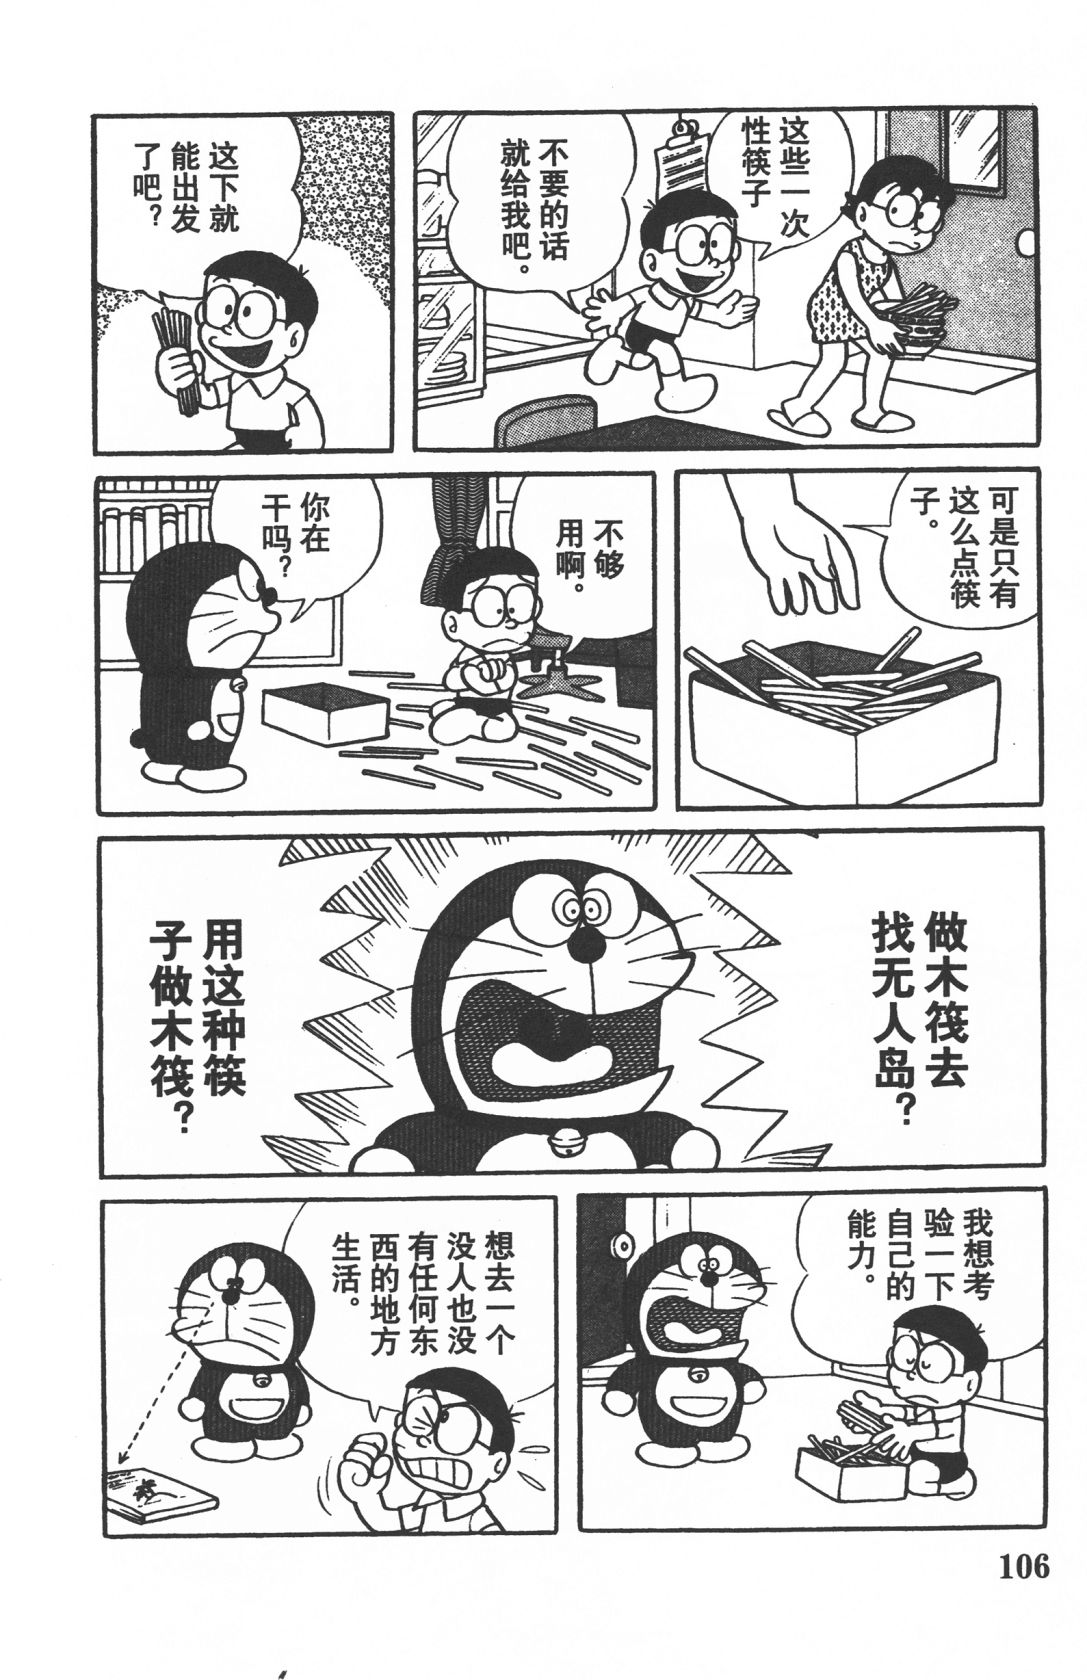 这些一次
性筷子
不要的话
就给我吧。
这下就
能出发
了吧？
可是只有
这么点筷
子。
不够
用啊。
你在
干吗？
做木筏去
找无人岛？
用这种筷
子做木筏？
我想考
验一下
自己的
能力。
想去一个
没人也没
有任何东
西的地方
生活。
106